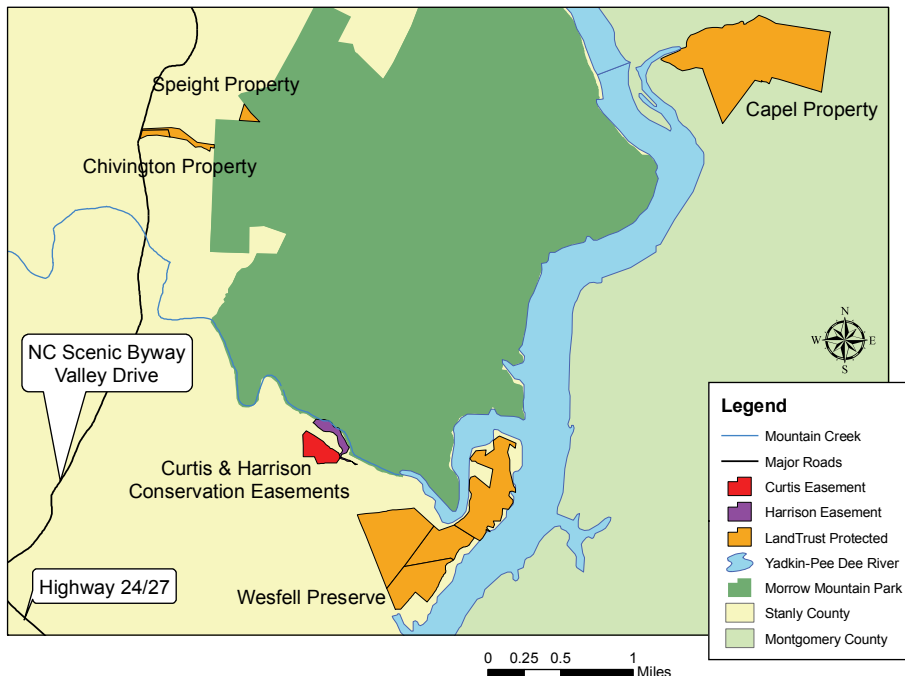 Speight Property
Capel Property
Chivington Property
N
W E
S
NC Scenic Byway
Valley Drive
Curtis & Harrison
Conservation Easements
Wesfell Preserve
Highway 24/27
Legend
Mountain Creek
Major Roads
Curtis Easement
Harrison Easement
LandTrust Protected
Yadkin-Pee Dee River
Morrow Mountain Park
Stanly County
Montgomery County
0 0.25 0.5 1
Miles